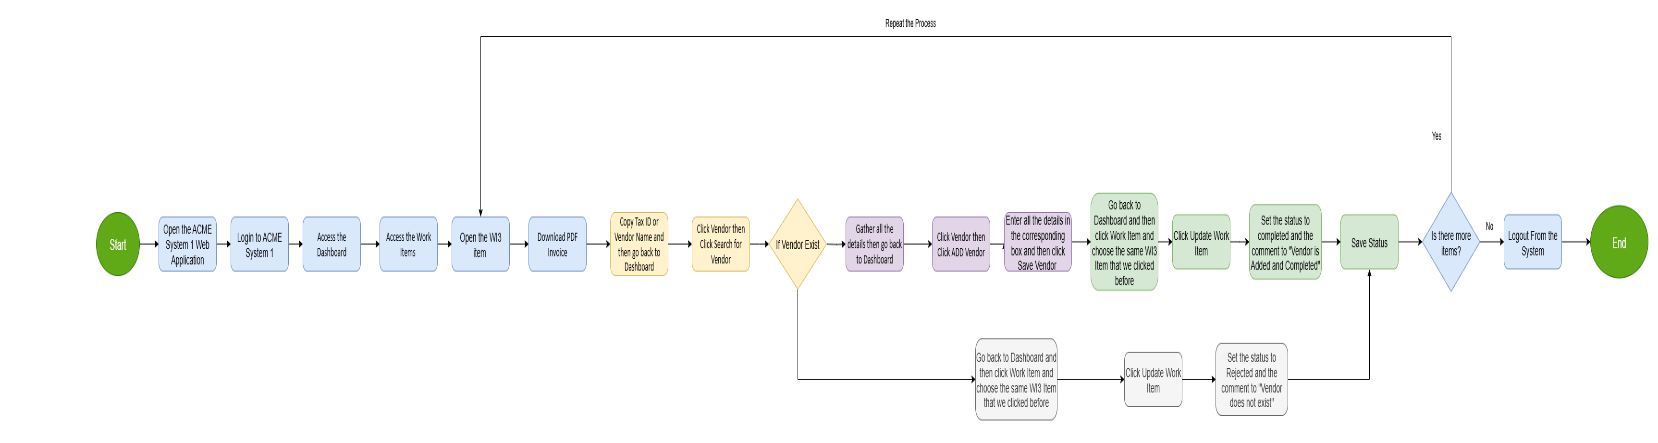 Repeat the Process
Yes
Start
Open the ACME
System 1 Web
Application
Login to ACME
System 1
Access the
Dashboard
Access the Work
Items
Open the WI3
item
Download PDF
Invoice
Copy Tax ID or
Vendor Name and
then go back to
Dashboard
Click Vendor then
Click Search for
Vendor
If Vendor Exist
Gather all the
details then go back
to Dashboard
Click Vendor then
Click ADD Vendor
Enter all the details in
the corresponding
box and then click
Save Vendor
Go back to
Dashboard and then
click Work Item and
choose the same WI3
Item that we clicked
before
Click Update Work
Item
Set the status to
completed and the
comment to "Vendor is
Added and Completed"
Save Status
Is there more
items?
No
Logout From the
System
End
Go back to Dashboard and
then click Work Item and
choose the same WI3 Item
that we clicked before
Click Update Work
Item
Set the status to
Rejected and the
comment to "Vendor
does not exist"